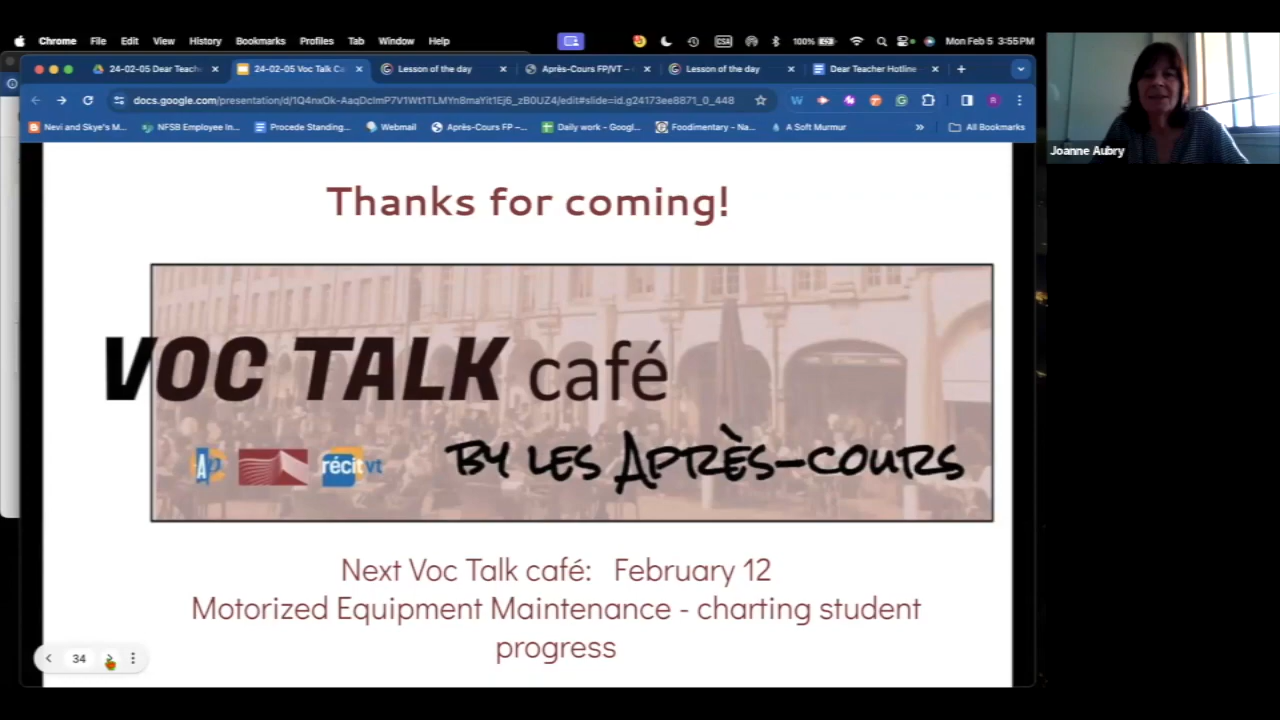 Chrome File Edit View History Bookmarks Profiles Tab Window Help 100% Mon Feb 5 3:55PM
24-02-05 Dear Teach 24-02-05 Voc Talk Ca Lesson of the day Après-Cours FP/VT – Lesson of the day Dear Teacher Hotline
docs.google.com/presentation/d/1Q4nxOk-AaqDcImP7V1Wt1TLMYn8maYit1Ej6_zB0UZ4/edit#slide=id.g24173ee8871_0_448
Nevi and Skye's M... NFSB Employee In... Procede Standing... Webmail Après-Cours FP –... Daily work - Googl... Foodimentary - Na... A Soft Murmur » All Bookmarks
Joanne Aubry
Thanks for coming!
VOC TALK café
BY LES APRÈS-COURS
AP récit vt
Next Voc Talk café: February 12
Motorized Equipment Maintenance - charting student
progress
34